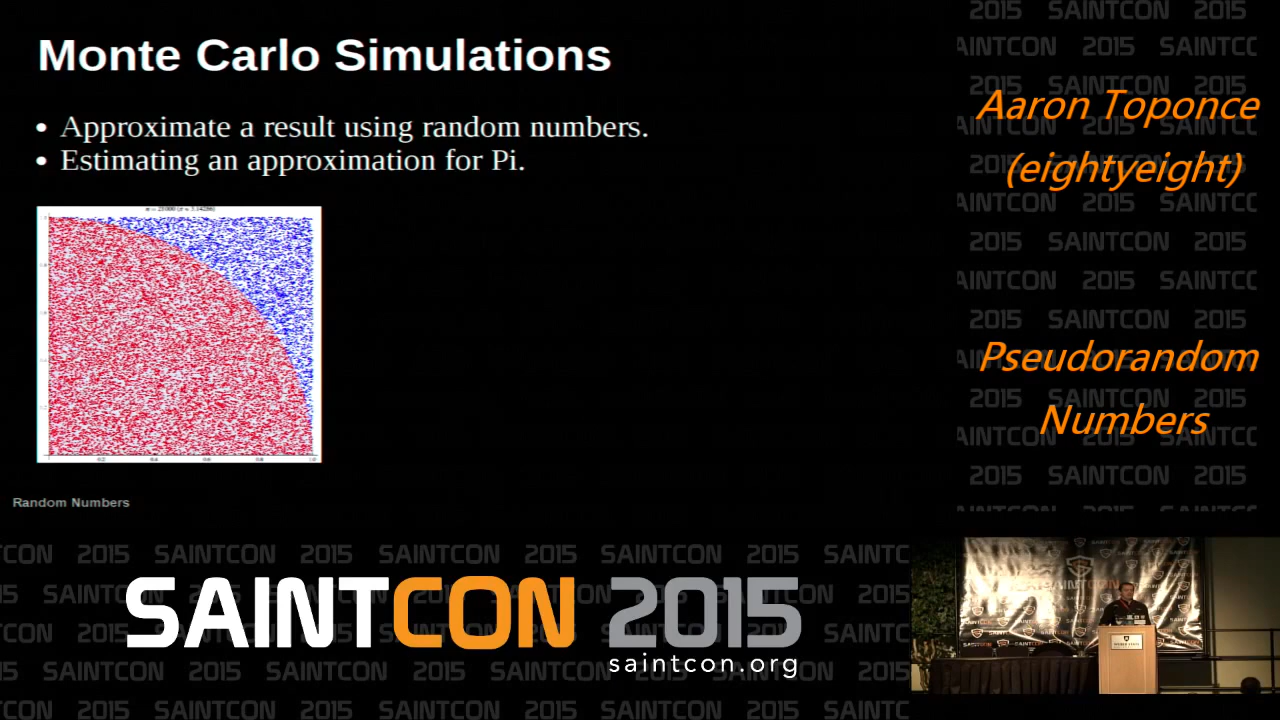 Monte Carlo Simulations
• Approximate a result using random numbers.
• Estimating an approximation for Pi.
Random Numbers
Aaron Toponce
(eightyeight)
Pseudorandom
Numbers
SAINTCON 2015
saintcon.org